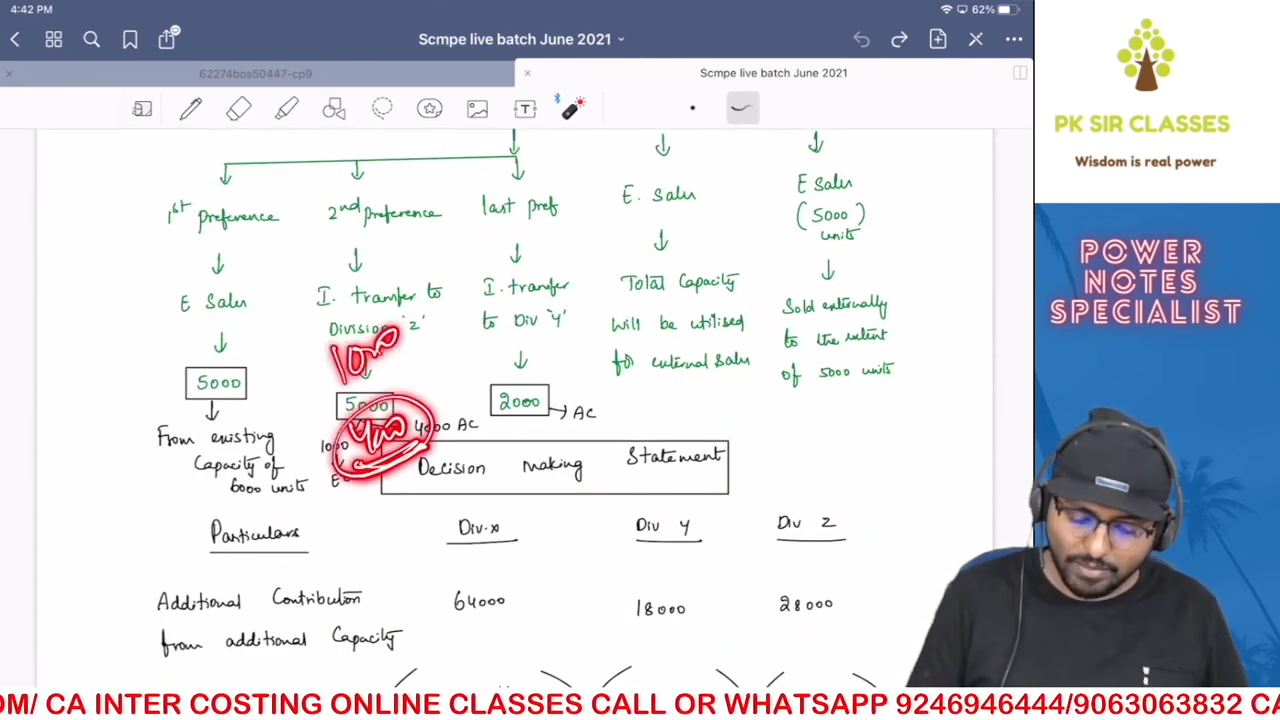 4:42 PM
62%
Scmpe live batch June 2021
62274bos50447-cp9
Scmpe live batch June 2021
T
PK SIR CLASSES
Wisdom is real power
POWER
NOTES
SPECIALIST
1st preference
2nd preference
last pref
E. Sales
E Sales
(5000)
units
E Sales
I. transfer to
Division 'Z'
I. transfer
to Div 'Y'
Total Capacity
will be utilised
for external Sales
Sold externally
to the extent
of 5000 units
1000
5000
5000
2000
AC
4000
4000 AC
1000
From existing
Capacity of
6000 units
Decision making Statement
Particulars
Div-x
Div Y
Div Z
Additional Contribution
from additional Capacity
64000
18000
28000
OM/ CA INTER COSTING ONLINE CLASSES CALL OR WHATSAPP 9246946444/9063063832 CA